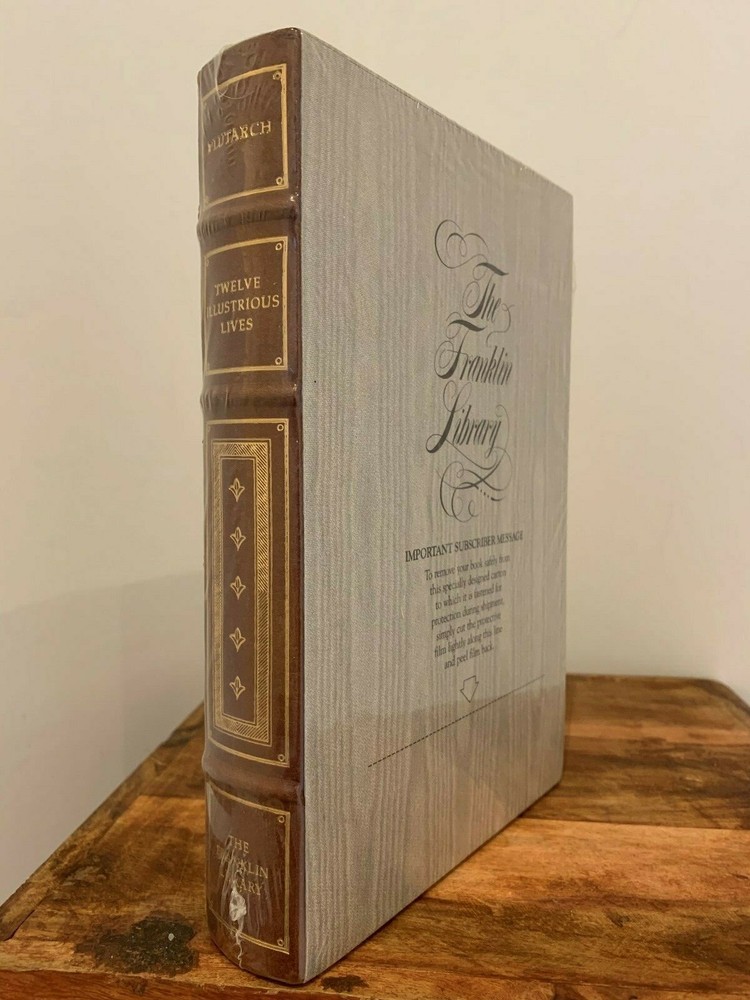 PLUTARCH
TWELVE
ILLUSTRIOUS
LIVES
THE
FRANKLIN
LIBRARY
The
Franklin
Library
IMPORTANT SUBSCRIBER MESSAGE
To remove your book safely from
this specially designed carton
to which it is fastened for
protection during shipment,
simply cut the protective
film lightly along this line
and peel film back.